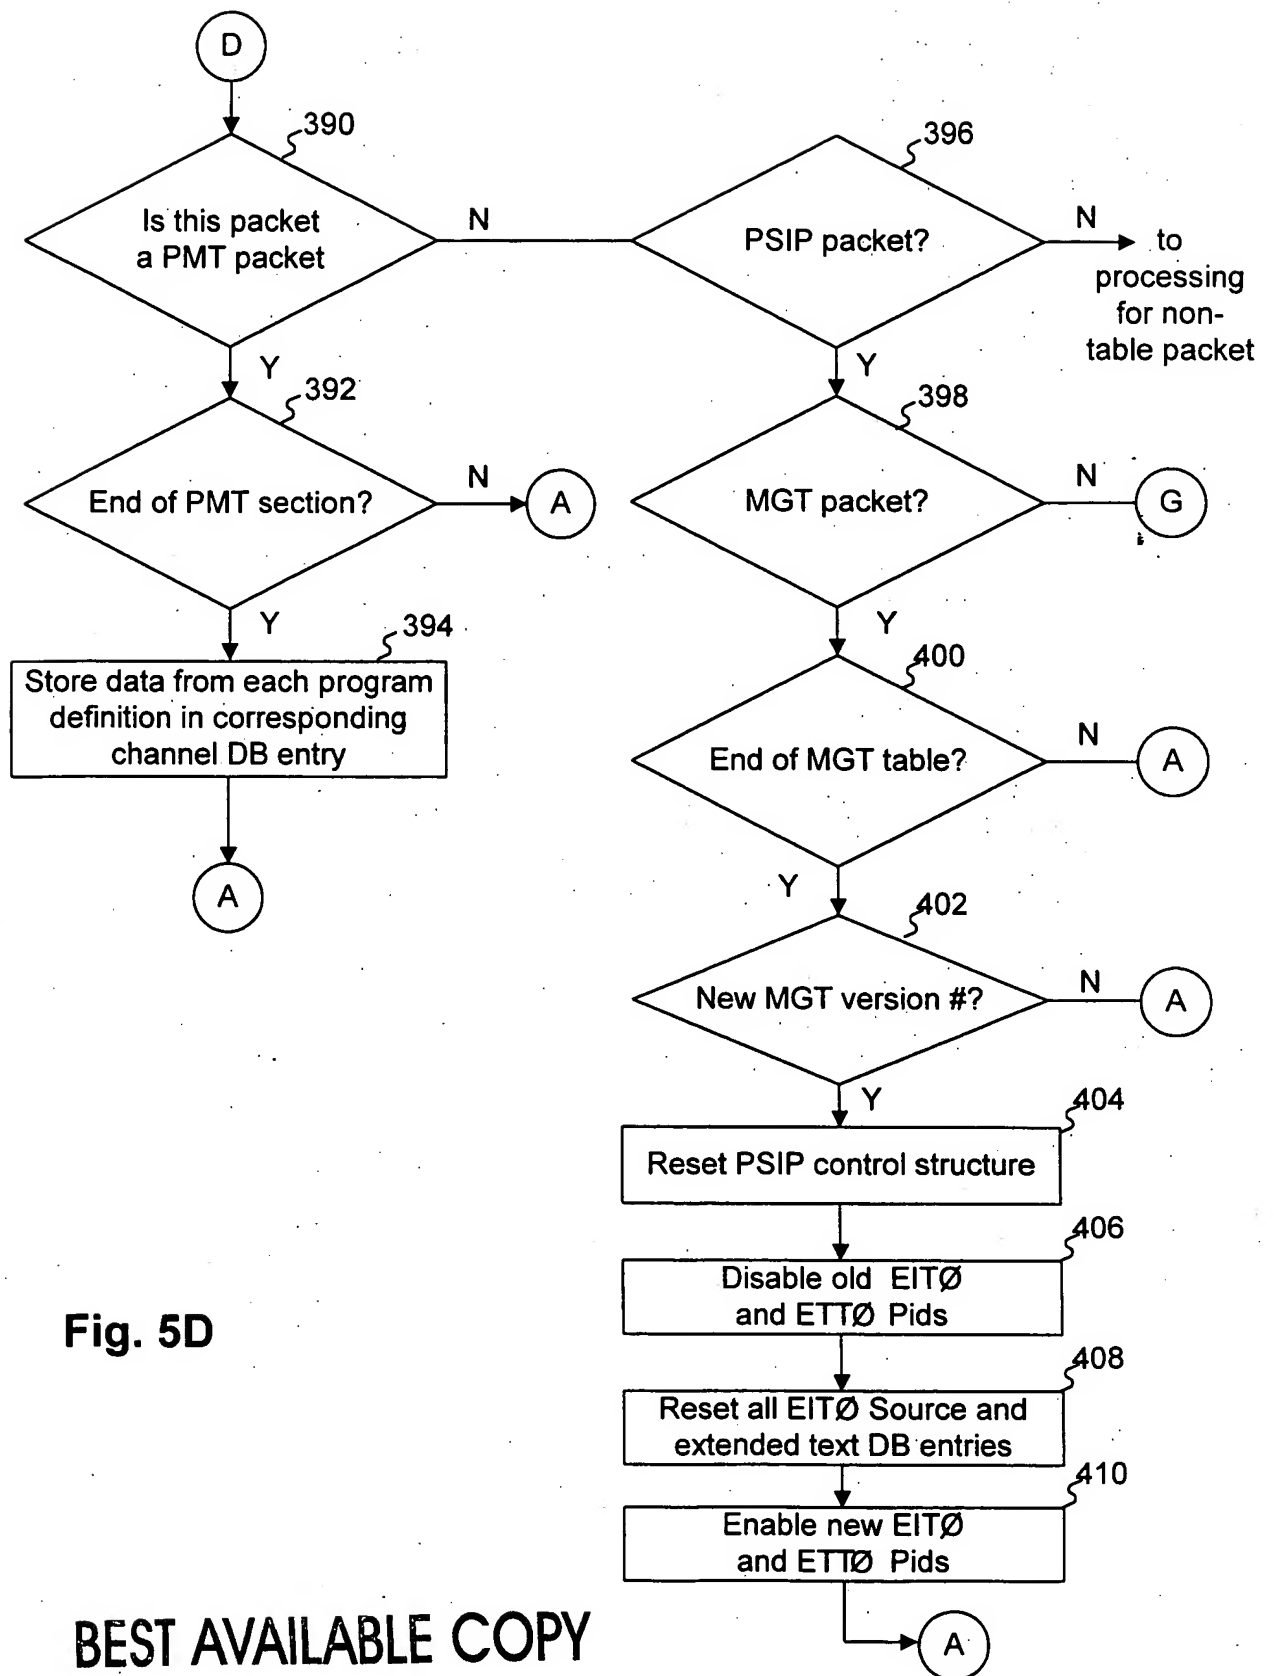 D
390
Is this packet
a PMT packet
N
Y
396
PSIP packet?
N
to
processing
for non-
table packet
Y
392
End of PMT section?
N
A
Y
398
MGT packet?
N
G
Y
394
Store data from each program
definition in corresponding
channel DB entry
A
400
End of MGT table?
N
A
Y
402
New MGT version #?
N
A
Y
404
Reset PSIP control structure
406
Disable old EITØ
and ETTØ Pids
408
Reset all EITØ Source and
extended text DB entries
410
Enable new EITØ
and ETTØ Pids
A
Fig. 5D
BEST AVAILABLE COPY